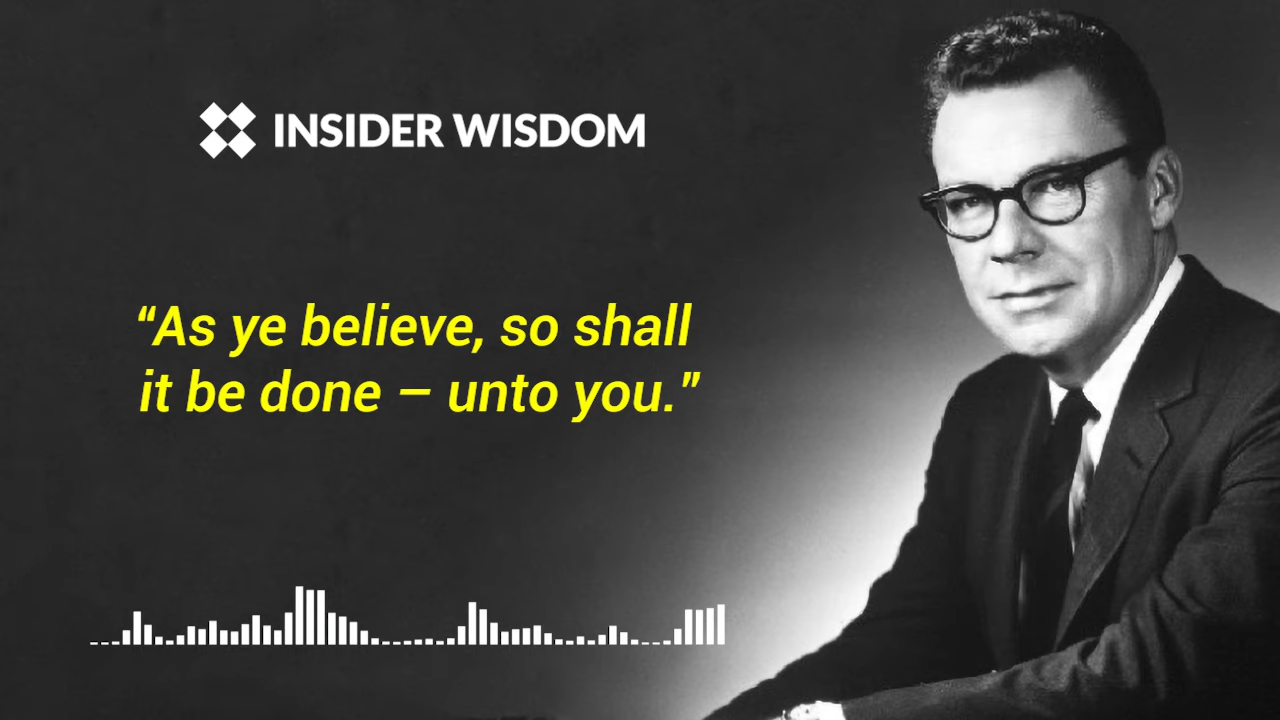 INSIDER WISDOM
“As ye believe, so shall
it be done – unto you.”